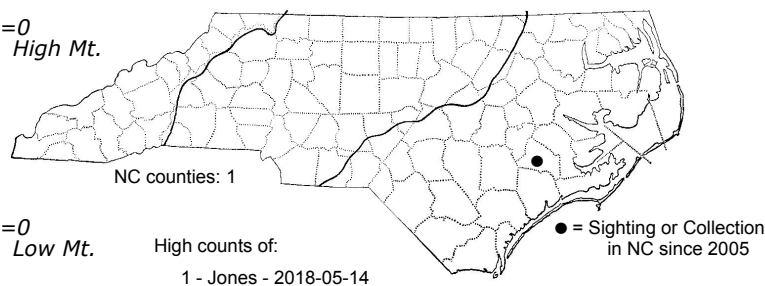 =0
High Mt.
NC counties: 1
=0
Low Mt.
High counts of:
1 - Jones - 2018-05-14
● = Sighting or Collection
in NC since 2005